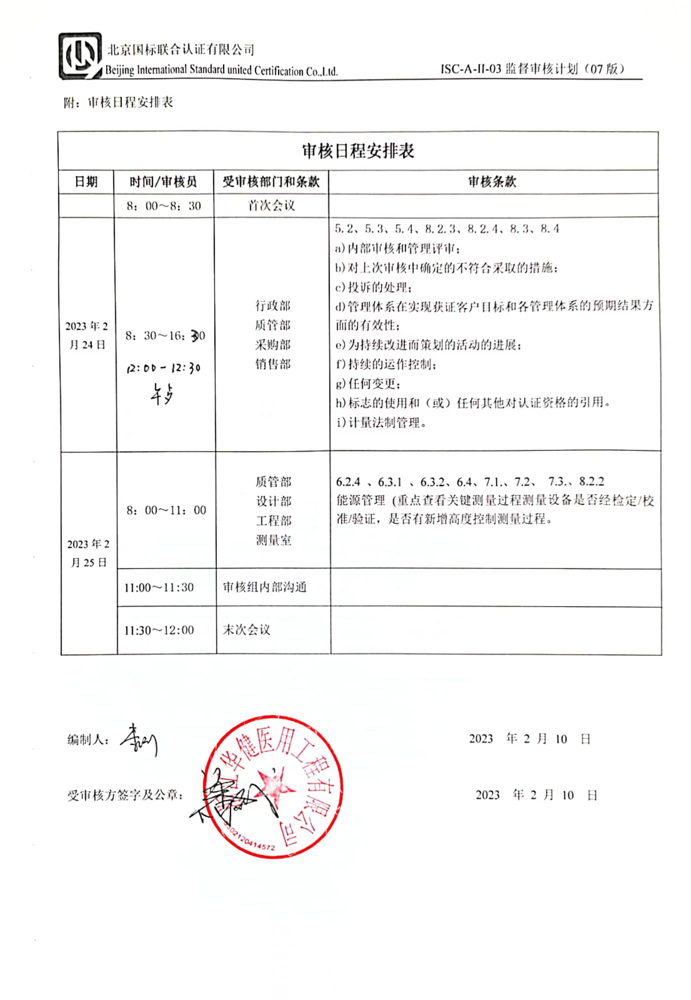 北京国标联合认证有限公司
Beijing International Standard united Certification Co.,Ltd.
ISC-A-II-03 监督审核计划（07 版）
附：审核日程安排表
审核日程安排表
日期 时间/审核员 受审核部门和条款 审核条款
8：00～8：30 首次会议
2023 年 2
月 24 日
8：30～16：30
12:00-12:30
行政部
质管部
采购部
销售部
5.2、5.3、5.4、8.2.3、8.2.4、8.3、8.4
a)内部审核和管理评审；
b)对上次审核中确定的不符合采取的措施；
c)投诉的处理；
d)管理体系在实现获证客户目标和各管理体系的预期结果方
面的有效性；
e)为持续改进而策划的活动的进展；
f)持续的运作控制；
g)任何变更；
h)标志的使用和（或）任何其他对认证资格的引用。
i)计量法制管理。
2023 年 2
月 25 日
8：00～11：00
质管部
设计部
工程部
测量室
6.2.4 、6.3.1 、6.3.2、6.4、7.1.、7.2、 7.3.、8.2.2
能源管理 (重点查看关键测量过程测量设备是否经检定/校
准/验证，是否有新增高度控制测量过程。
11:00～11:30 审核组内部沟通
11:30～12:00 末次会议
编制人：
2023 年 2 月 10 日
受审核方签字及公章：
2023 年 2 月 10 日
华健医用工程有限公司
02120414572